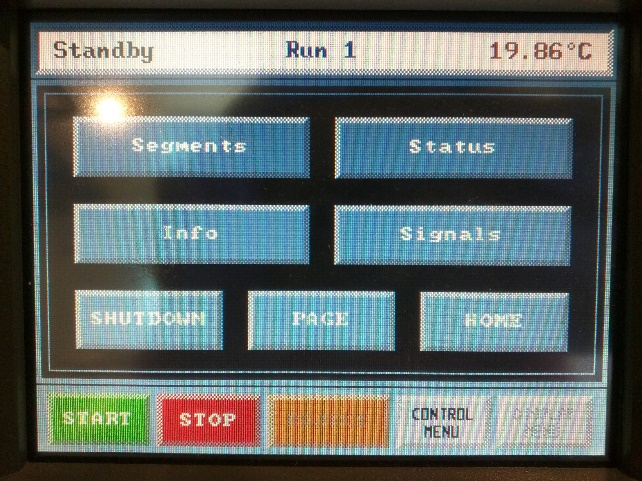 Standby Run 1 19.86°C
Segments Status
Info Signals
SHUTDOWN PAGE HOME
START STOP CONTROL
MENU